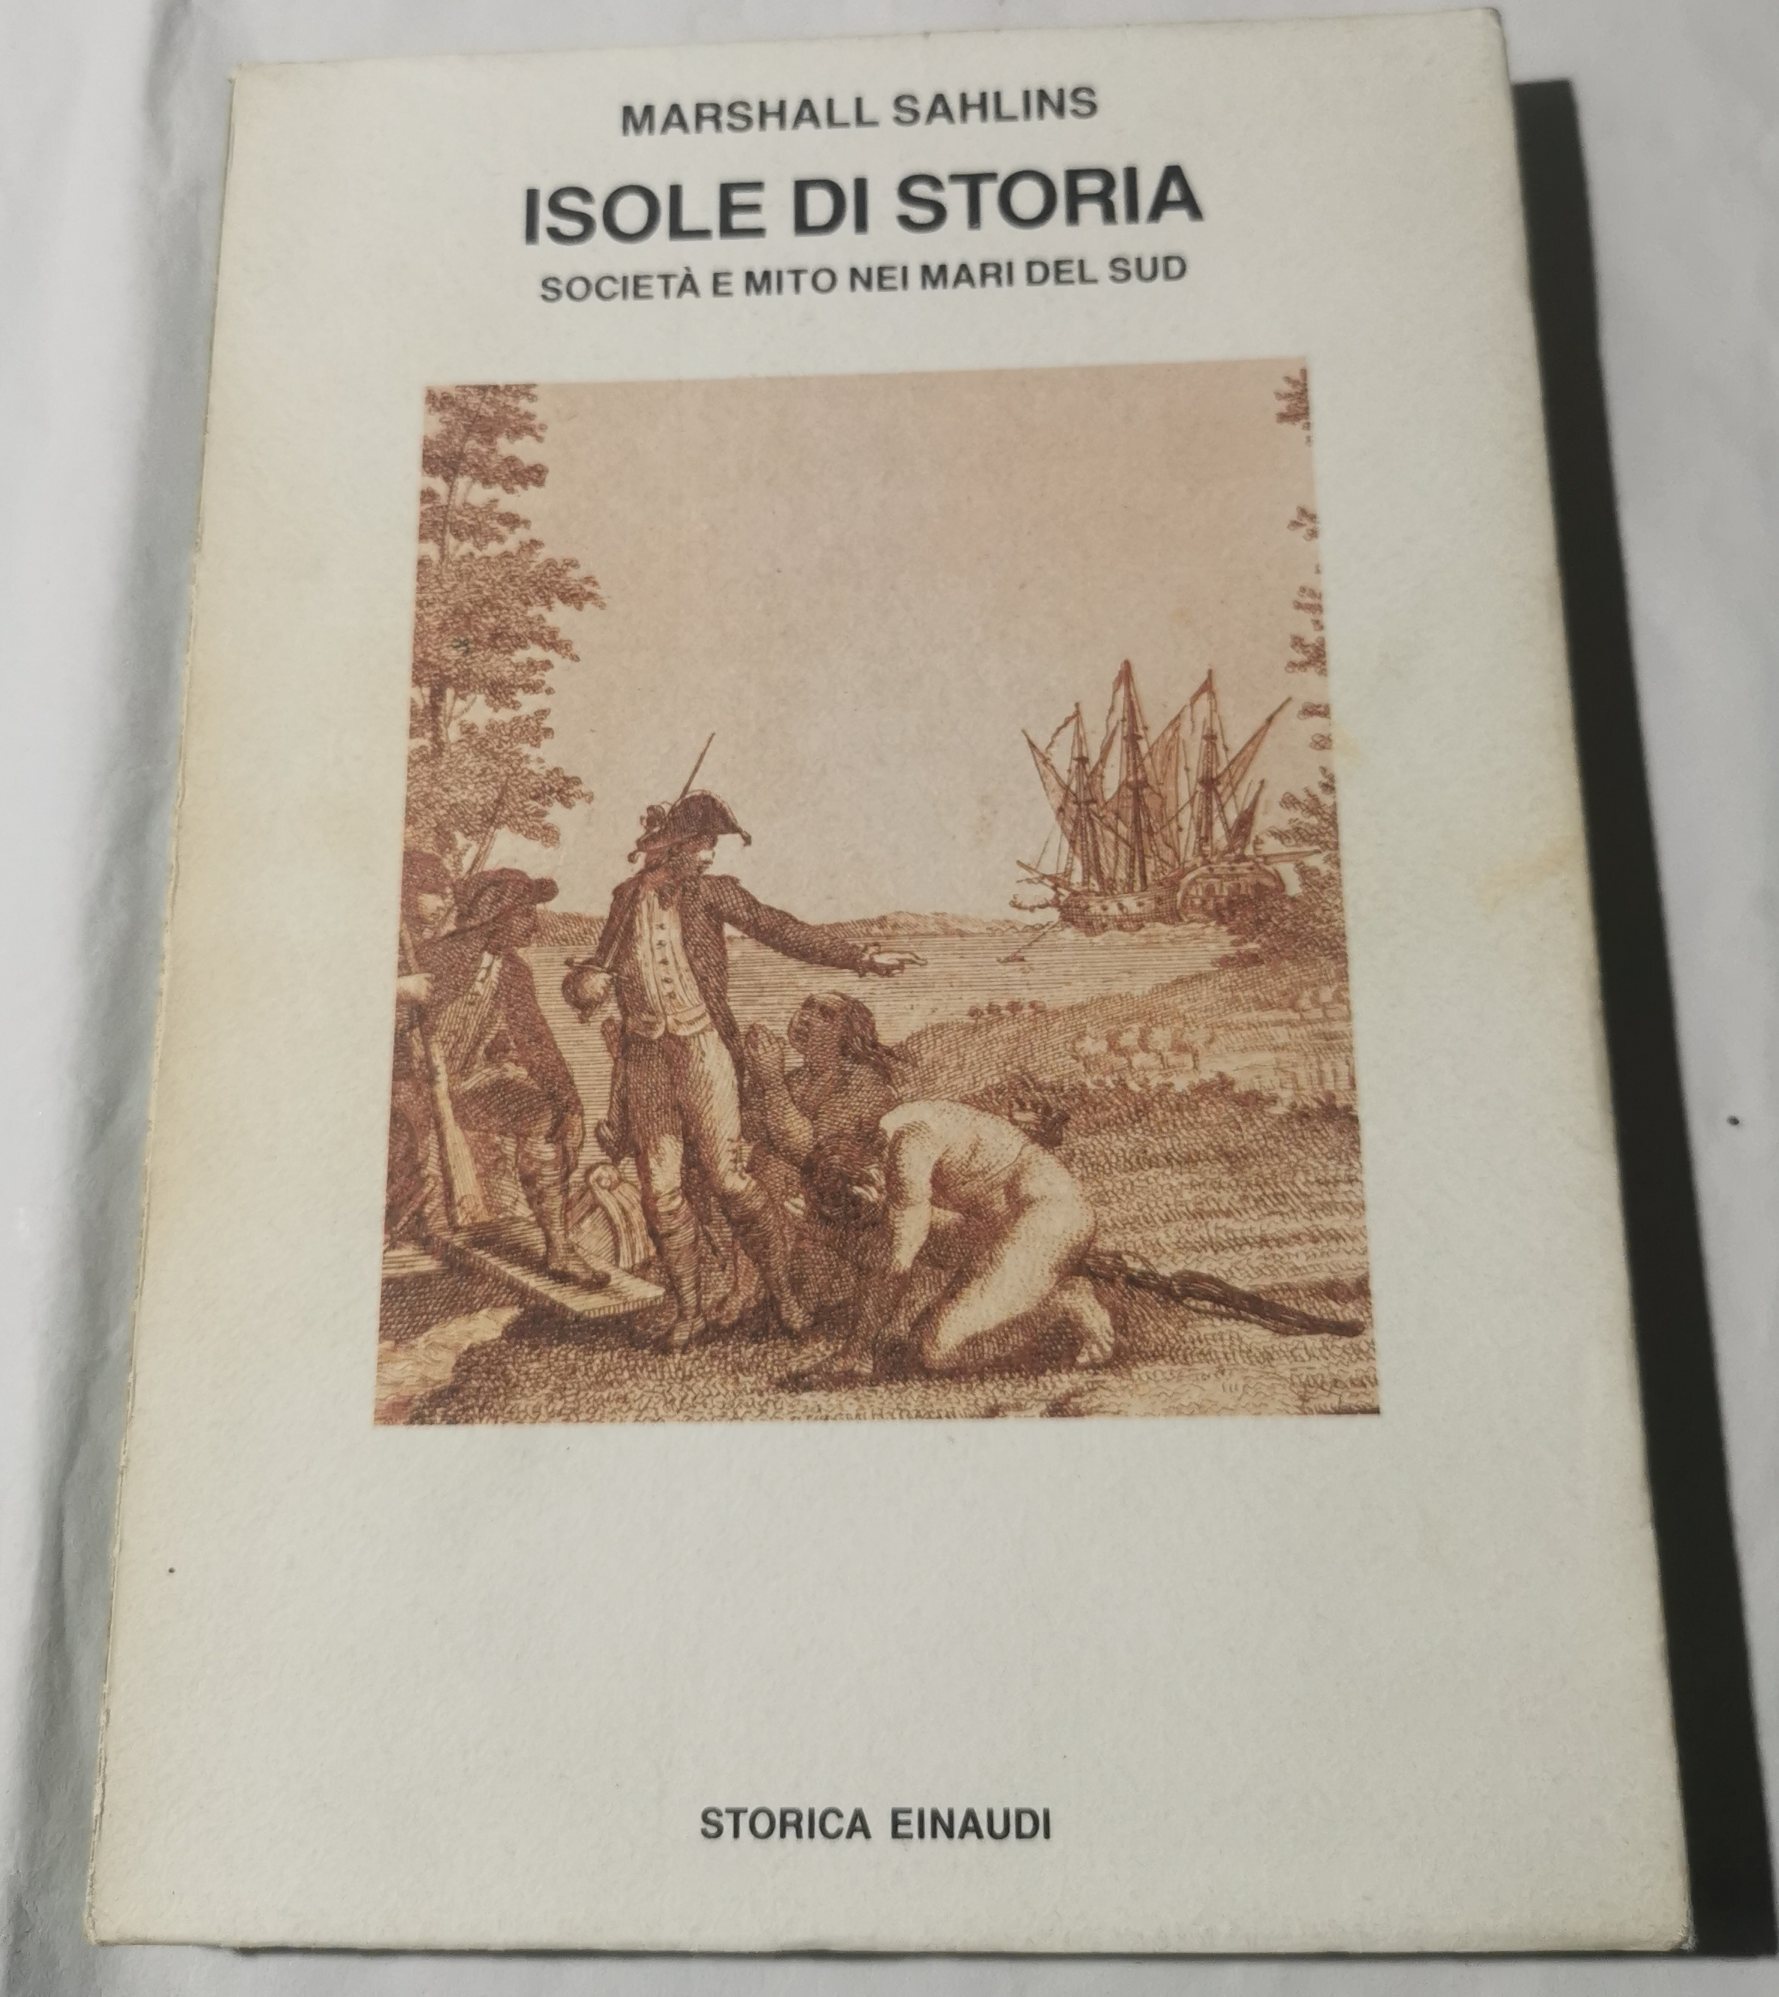 MARSHALL SAHLINS
ISOLE DI STORIA
SOCIETÀ E MITO NEI MARI DEL SUD
STORICA EINAUDI